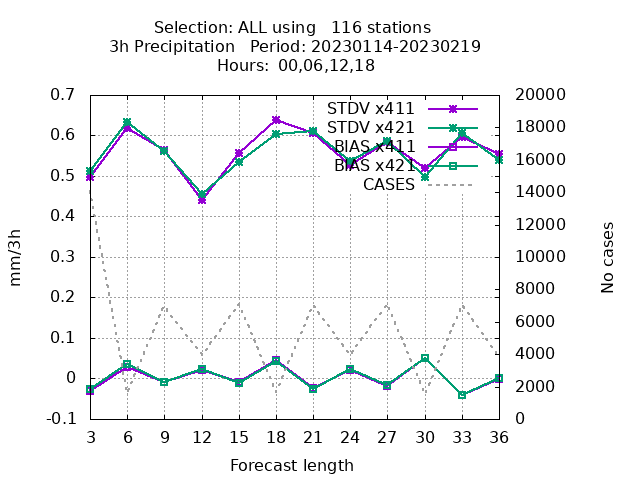 Selection: ALL using   116 stations
3h Precipitation   Period: 20230114-20230219
Hours:  00,06,12,18
0.7
0.6
0.5
0.4
0.3
0.2
0.1
0
-0.1
20000
18000
16000
14000
12000
10000
8000
6000
4000
2000
0
STDV x411
STDV x421
BIAS x411
BIAS x421
CASES
mm/3h
No cases
3 6 9 12 15 18 21 24 27 30 33 36
Forecast length